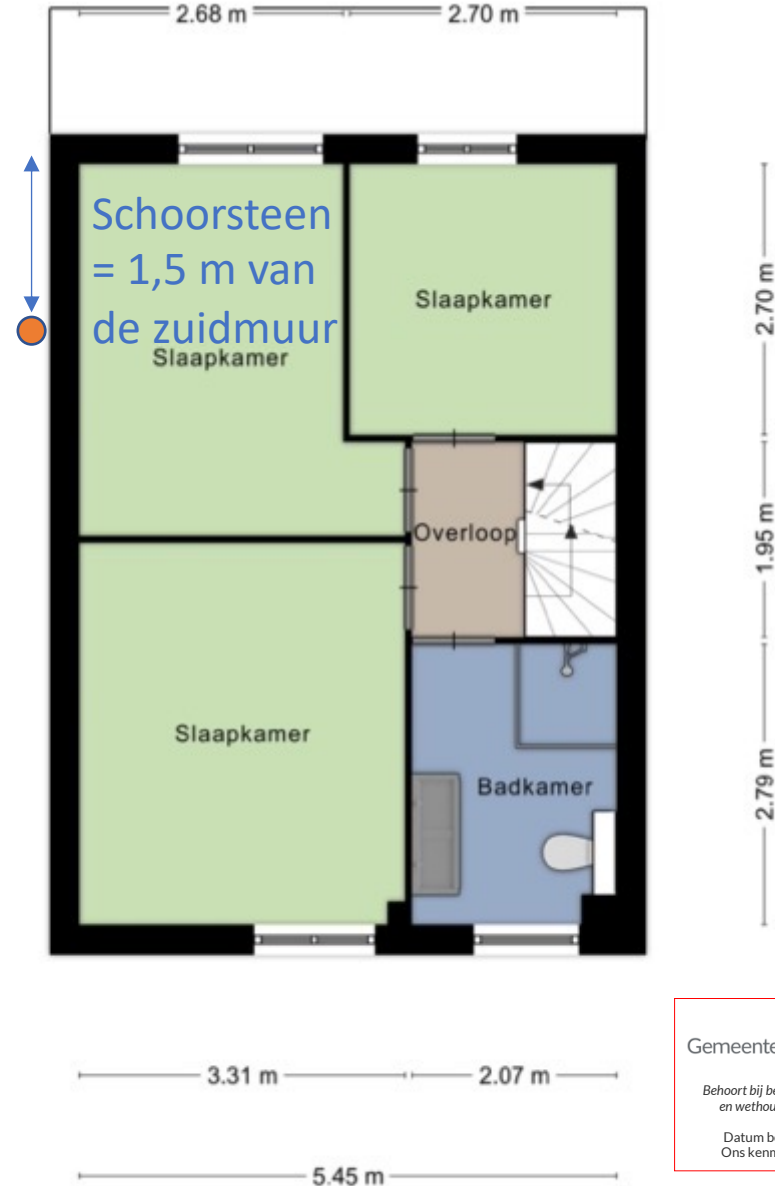 2.68 m 2.70 m
Schoorsteen
= 1,5 m van
de zuidmuur
Slaapkamer
Slaapkamer
2.70 m
Overloop
1.95 m
Slaapkamer
Badkamer
2.79 m
3.31 m 2.07 m
5.45 m
Gemeente
Behoort bij be
en wethou
Datum b
Ons kenm